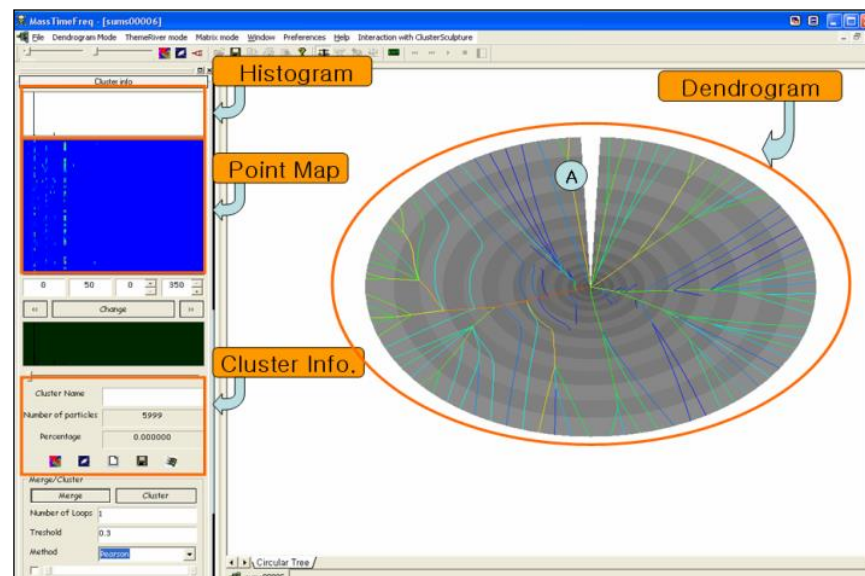 MassTimeFreq - [sums00006]
File Dendrogram Mode ThemeRiver mode Matrix mode Window Preferences Help Interaction with ClusterSculpture
Cluster info
Histogram
Dendrogram
Point Map
A
0 50 0 350
<< Change >>
Cluster Info.
Cluster Name
Number of particles 5999
Percentage 0.000000
Merge/Cluster
Merge Cluster
Number of Loops 1
Treshold 0.3
Method Pearson
Circular Tree